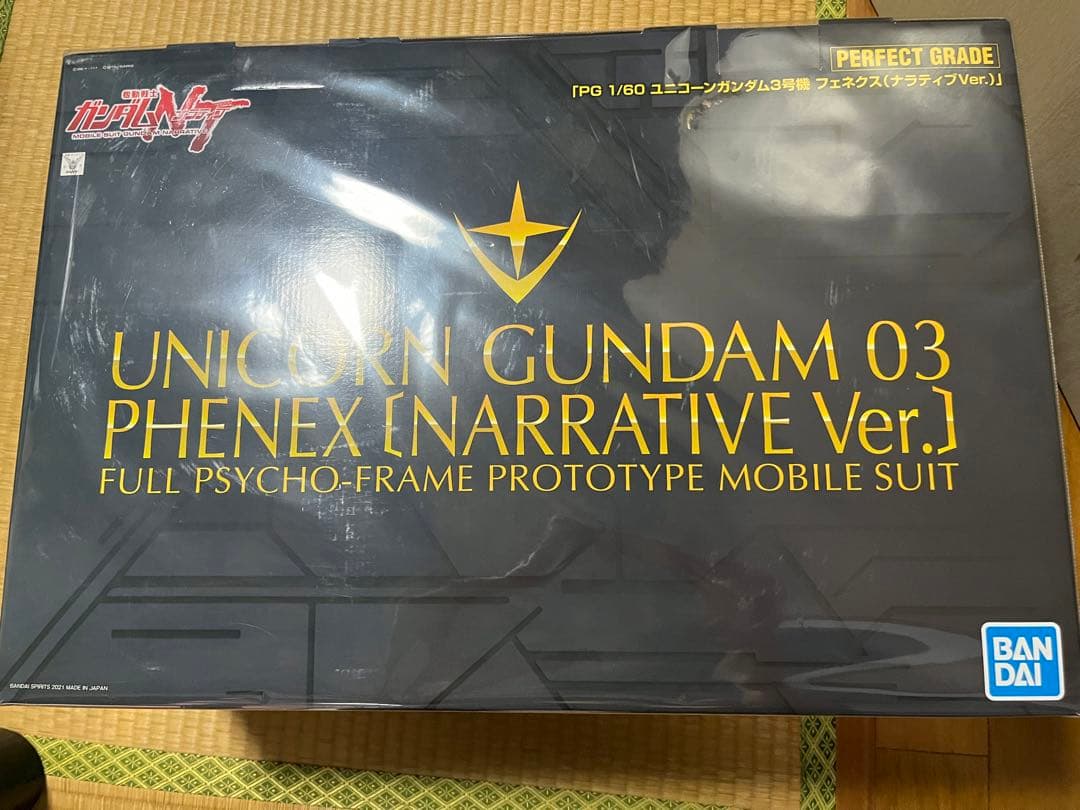 PERFECT GRADE
「PG 1/60 ユニコーンガンダム3号機 フェネクス(ナラティブVer.)」
機動戦士
ガンダムNT
MOBILE SUIT GUNDAM NARRATIVE
UNICORN GUNDAM 03
PHENEX [NARRATIVE Ver.]
FULL PSYCHO-FRAME PROTOTYPE MOBILE SUIT
BAN
DAI
BANDAI SPIRITS 2021 MADE IN JAPAN